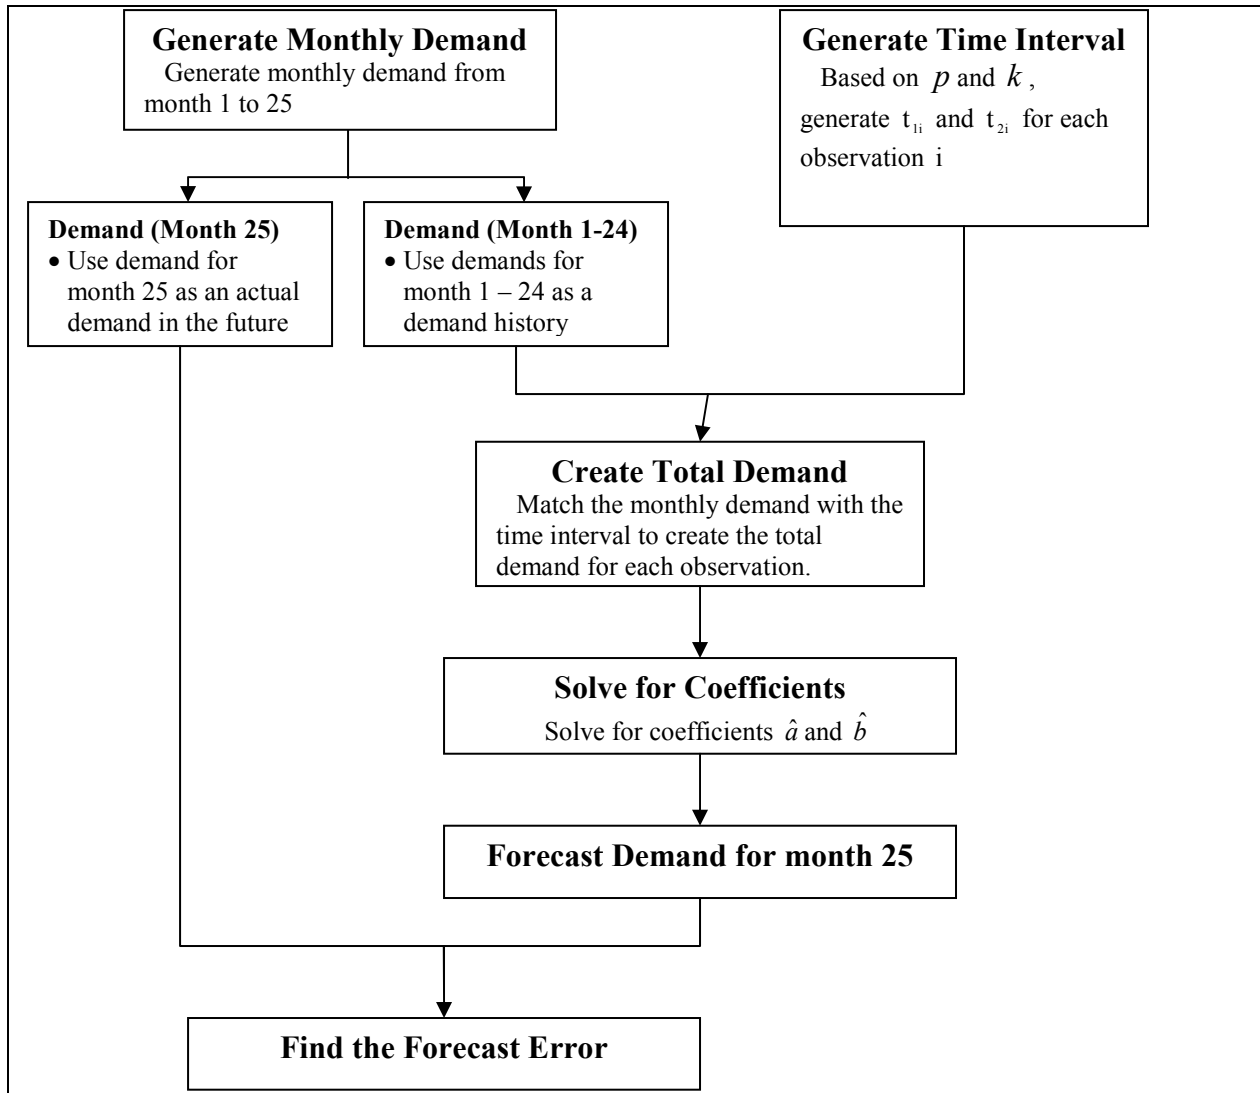 Generate Monthly Demand
Generate monthly demand from
month 1 to 25
Generate Time Interval
Based on p and k ,
generate t₁ᵢ and t₂ᵢ for each
observation i
Demand (Month 25)
• Use demand for
month 25 as an actual
demand in the future
Demand (Month 1-24)
• Use demands for
month 1 – 24 as a
demand history
Create Total Demand
Match the monthly demand with the
time interval to create the total
demand for each observation.
Solve for Coefficients
Solve for coefficients â and b̂
Forecast Demand for month 25
Find the Forecast Error